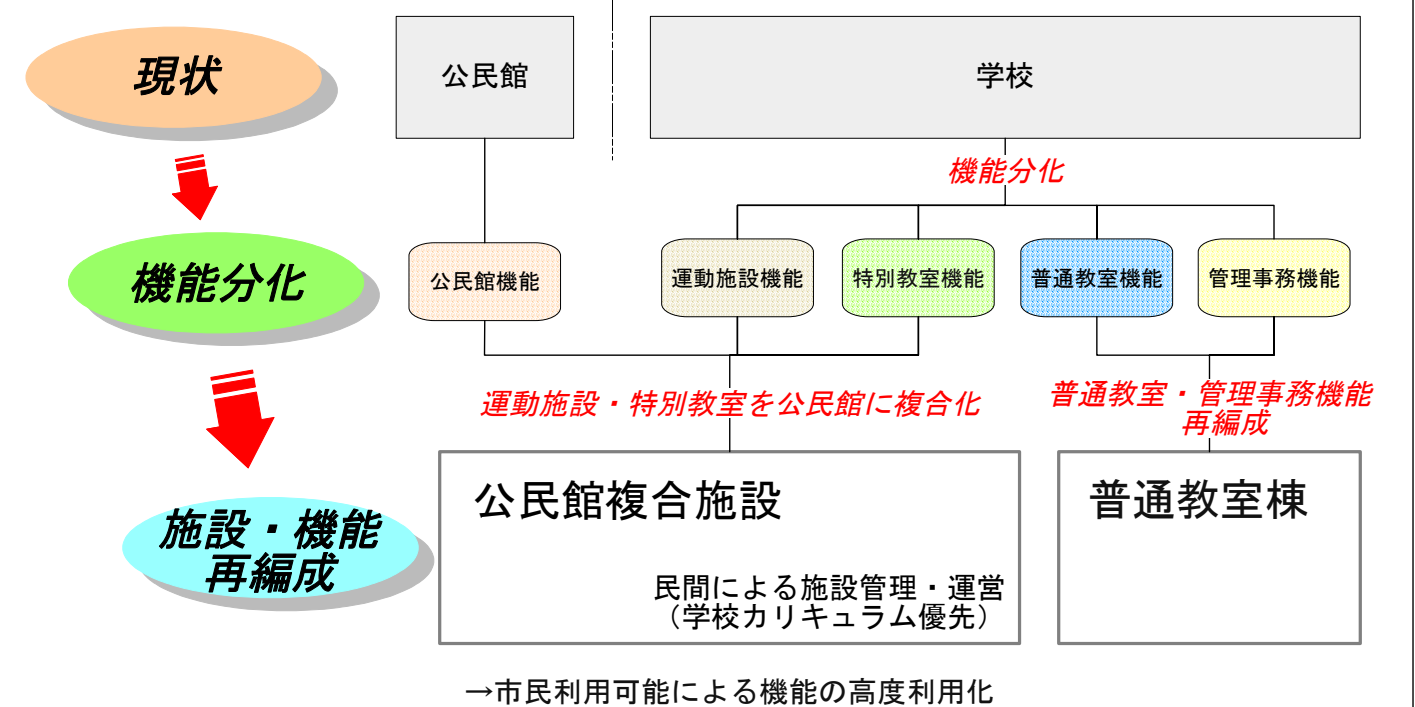 現状
公民館
学校
機能分化
機能分化
公民館機能
運動施設機能
特別教室機能
普通教室機能
管理事務機能
運動施設・特別教室を公民館に複合化
普通教室・管理事務機能
再編成
施設・機能
再編成
公民館複合施設
民間による施設管理・運営
（学校カリキュラム優先）
普通教室棟
→市民利用可能による機能の高度利用化